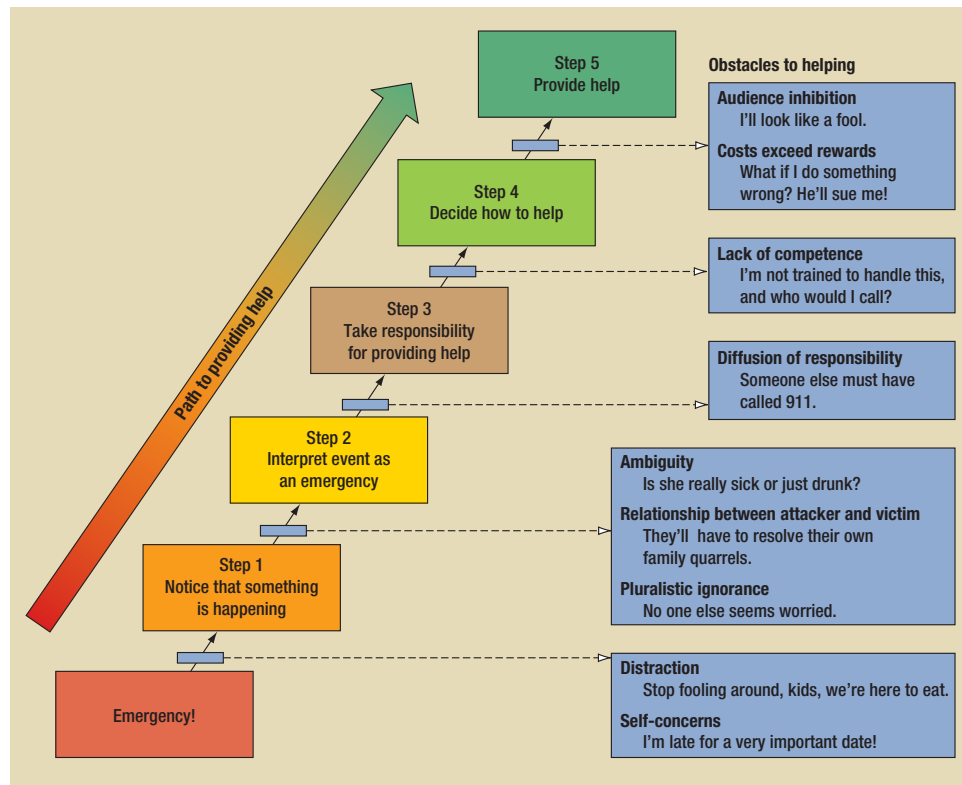 Step 5
Provide help
Obstacles to helping
Audience inhibition
I'll look like a fool.
Costs exceed rewards
What if I do something
wrong? He'll sue me!
Step 4
Decide how to help
Lack of competence
I'm not trained to handle this,
and who would I call?
Step 3
Take responsibility
for providing help
Diffusion of responsibility
Someone else must have
called 911.
Path to providing help
Step 2
Interpret event as
an emergency
Ambiguity
Is she really sick or just drunk?
Relationship between attacker and victim
They'll have to resolve their own
family quarrels.
Pluralistic ignorance
No one else seems worried.
Step 1
Notice that something
is happening
Distraction
Stop fooling around, kids, we're here to eat.
Self-concerns
I'm late for a very important date!
Emergency!